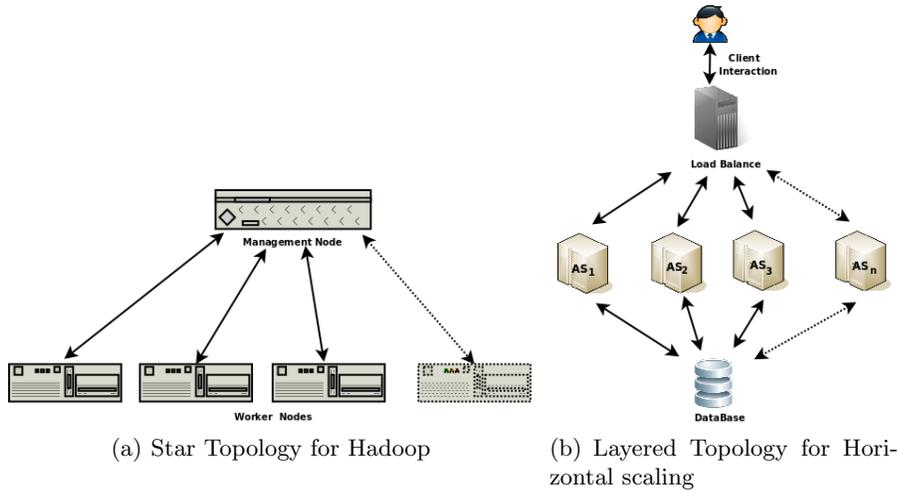 Management Node
Worker Nodes
(a) Star Topology for Hadoop
Client
Interaction
Load Balance
AS1
AS2
AS3
ASn
DataBase
(b) Layered Topology for Hori-
zontal scaling